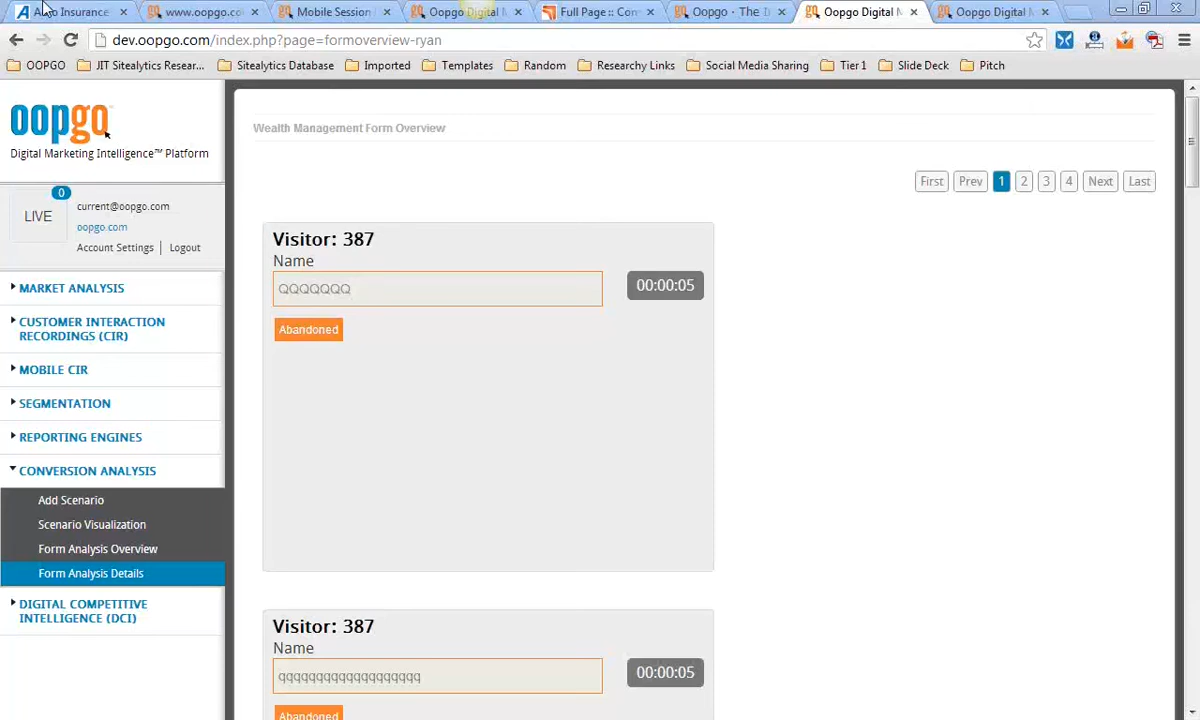 Auto Insurance
www.oopgo.co
Mobile Session
Oopgo Digital M
Full Page :: Con
Oopgo - The I
Oopgo Digital M
Oopgo Digital M
dev.oopgo.com/index.php?page=formoverview-ryan
OOPGO
JIT Sitealytics Resear...
Sitealytics Database
Imported
Templates
Random
Researchy Links
Social Media Sharing
Tier 1
Slide Deck
Pitch
oopgo
Digital Marketing Intelligence™ Platform
0
LIVE
current@oopgo.com
oopgo.com
Account Settings | Logout
MARKET ANALYSIS
CUSTOMER INTERACTION
RECORDINGS (CIR)
MOBILE CIR
SEGMENTATION
REPORTING ENGINES
CONVERSION ANALYSIS
Add Scenario
Scenario Visualization
Form Analysis Overview
Form Analysis Details
DIGITAL COMPETITIVE
INTELLIGENCE (DCI)
Wealth Management Form Overview
First Prev 1 2 3 4 Next Last
Visitor: 387
Name
QQQQQQQ
00:00:05
Abandoned
Visitor: 387
Name
qqqqqqqqqqqqqqqqqqq
00:00:05
Abandoned